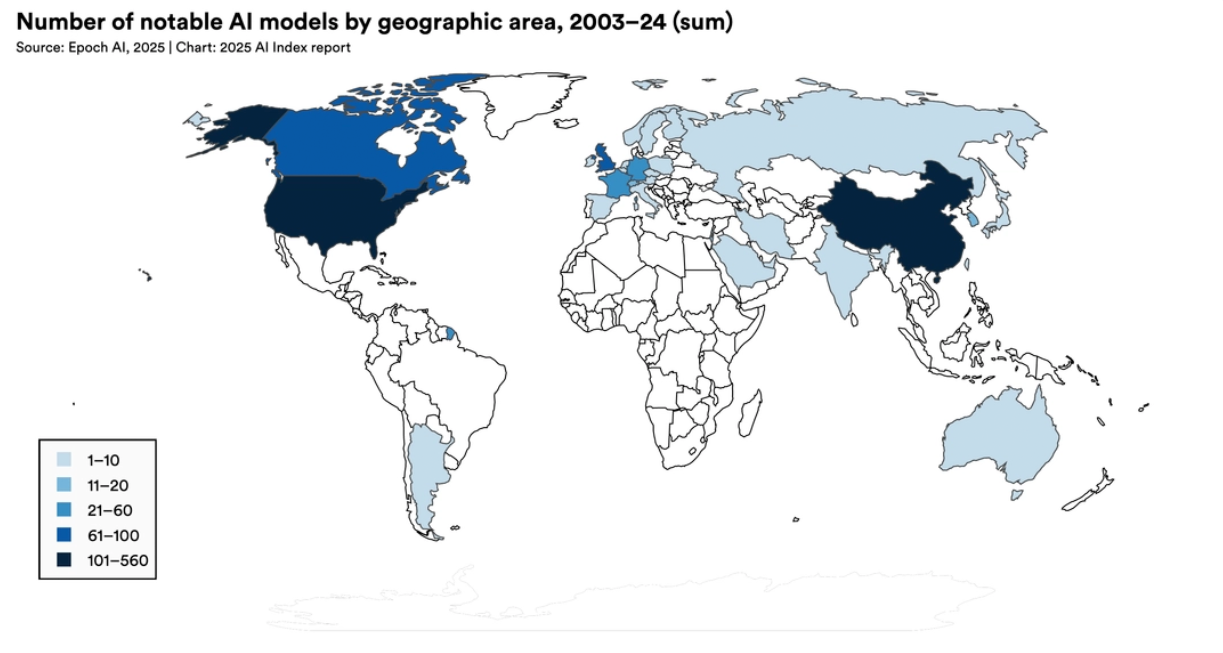 Number of notable AI models by geographic area, 2003–24 (sum)
Source: Epoch AI, 2025 | Chart: 2025 AI Index report
1–10
11–20
21–60
61–100
101–560